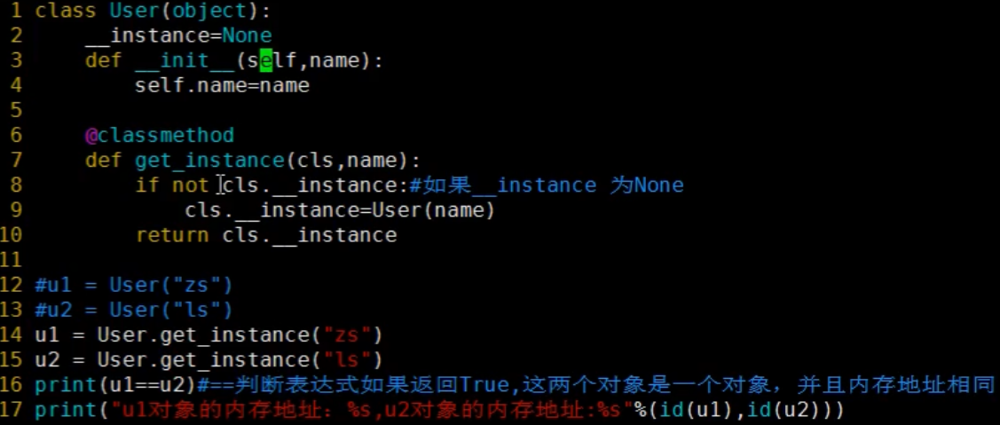 1 class User(object):
2     __instance=None
3     def __init__(self,name):
4         self.name=name
5
6     @classmethod
7     def get_instance(cls,name):
8         if not cls.__instance:#如果__instance 为None
9             cls.__instance=User(name)
10         return cls.__instance
11
12 #u1 = User("zs")
13 #u2 = User("ls")
14 u1 = User.get_instance("zs")
15 u2 = User.get_instance("ls")
16 print(u1==u2)#==判断表达式如果返回True,这两个对象是一个对象，并且内存地址相同
17 print("u1对象的内存地址：%s,u2对象的内存地址:%s"%(id(u1),id(u2)))